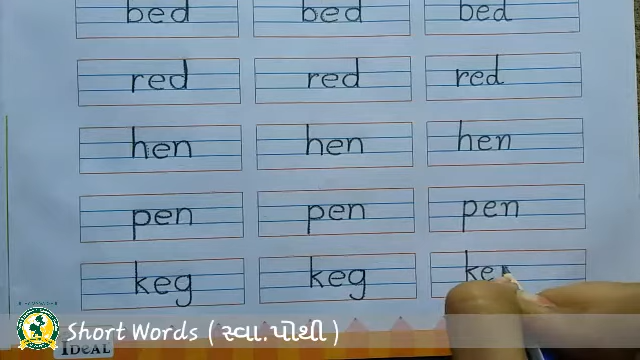 bed bed bed
red red red
hen hen hen
pen pen pen
keg keg
Short Words ( સ્વા.પોથી )
IDEAL